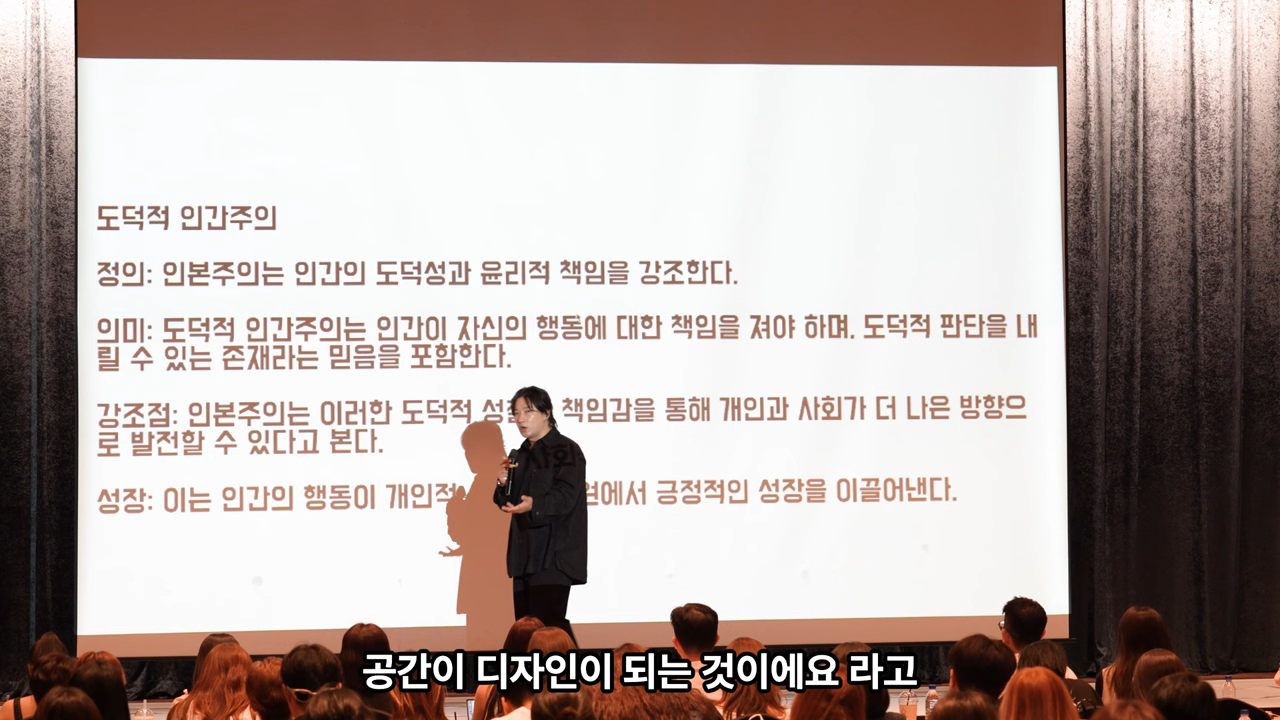 도덕적 인간주의
정의: 인본주의는 인간의 도덕성과 윤리적 책임을 강조한다.
의미: 도덕적 인간주의는 인간이 자신의 행동에 대한 책임을 져야 하며, 도덕적 판단을 내
릴 수 있는 존재라는 믿음을 포함한다.
강조점: 인본주의는 이러한 도덕적 책임감을 통해 개인과 사회가 더 나은 방향으
로 발전할 수 있다고 본다.
성장: 이는 인간의 행동이 개인적 사회 긍정적인 성장을 이끌어낸다.
공간이 디자인이 되는 것이에요 라고